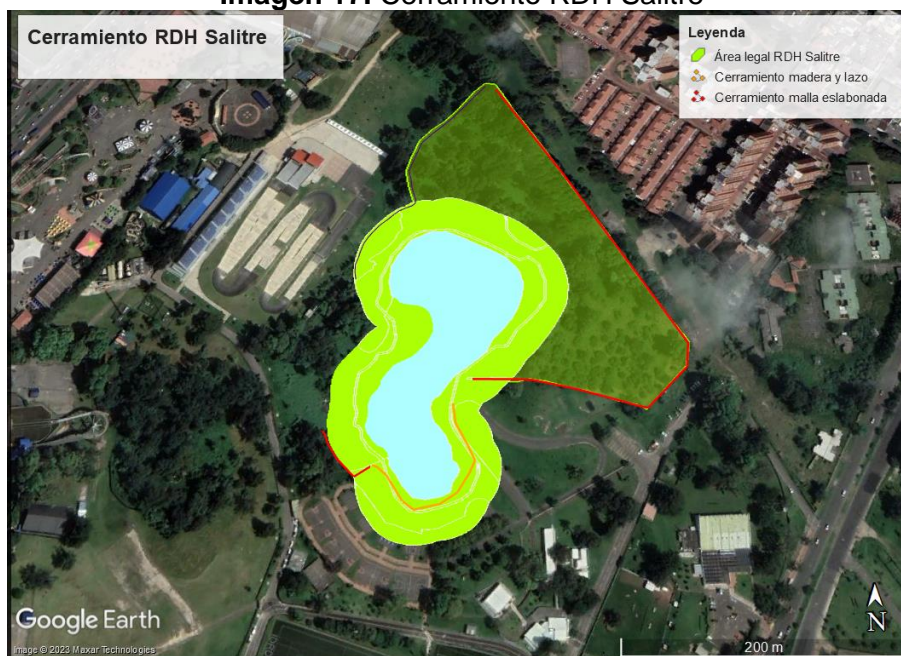 Imagen 17. Cerramiento RDH Salitre
Cerramiento RDH Salitre
Leyenda
Área legal RDH Salitre
Cerramiento madera y lazo
Cerramiento malla eslabonada
Google Earth
Image © 2023 Maxar Technologies
N
200 m